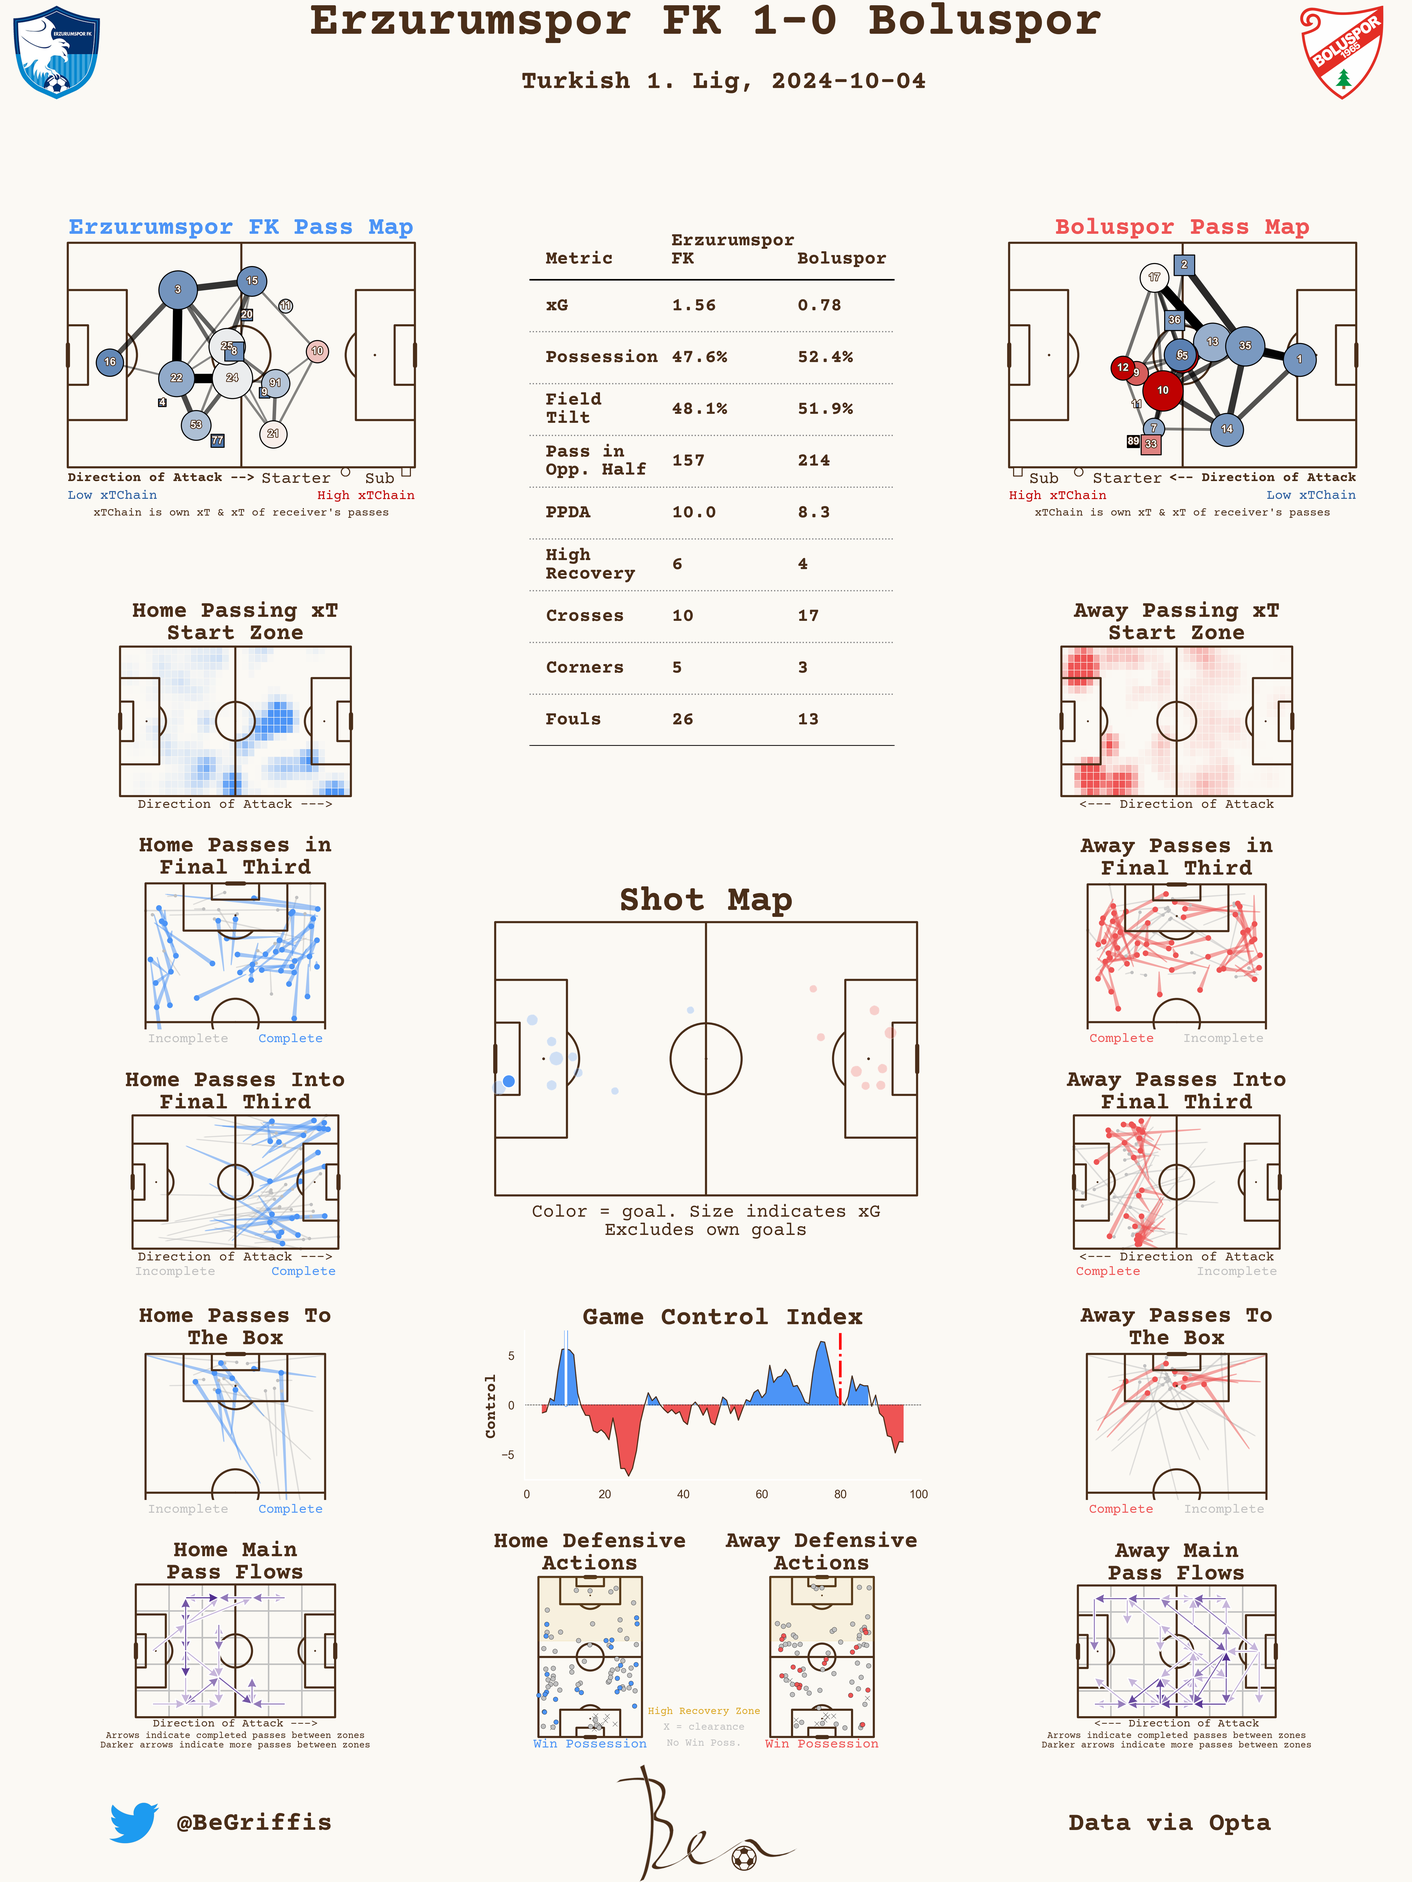 Erzurumspor FK 1-0 Boluspor
Turkish 1. Lig, 2024-10-04
ERZURUMSPOR FK
BOLUSPOR
1965
Erzurumspor FK Pass Map
3
15
11
20
25
8
10
16
22
24
91
9
4
53
77
21
Direction of Attack --> Starter Sub
Low xTChain High xTChain
xTChain is own xT & xT of receiver's passes
Erzurumspor
Metric FK Boluspor
xG 1.56 0.78
Possession 47.6% 52.4%
Field
Tilt 48.1% 51.9%
Pass in
Opp. Half 157 214
PPDA 10.0 8.3
High
Recovery 6 4
Crosses 10 17
Corners 5 3
Fouls 26 13
Boluspor Pass Map
2
17
36
13
35
6
1
12
9
10
11
7
14
89
33
Sub Starter <-- Direction of Attack
High xTChain Low xTChain
xTChain is own xT & xT of receiver's passes
Home Passing xT
Start Zone
Direction of Attack --->
Away Passing xT
Start Zone
<--- Direction of Attack
Home Passes in
Final Third
Incomplete Complete
Away Passes in
Final Third
Complete Incomplete
Shot Map
Color = goal. Size indicates xG
Excludes own goals
Home Passes Into
Final Third
Direction of Attack --->
Incomplete Complete
Away Passes Into
Final Third
<--- Direction of Attack
Complete Incomplete
Home Passes To
The Box
Incomplete Complete
Game Control Index
Control
5
0
−5
0 20 40 60 80 100
Away Passes To
The Box
Complete Incomplete
Home Main
Pass Flows
Direction of Attack --->
Arrows indicate completed passes between zones
Darker arrows indicate more passes between zones
Home Defensive
Actions
Win Possession
Away Defensive
Actions
Win Possession
High Recovery Zone
X = clearance
No Win Poss.
Away Main
Pass Flows
<--- Direction of Attack
Arrows indicate completed passes between zones
Darker arrows indicate more passes between zones
@BeGriffis
Ben
Data via Opta